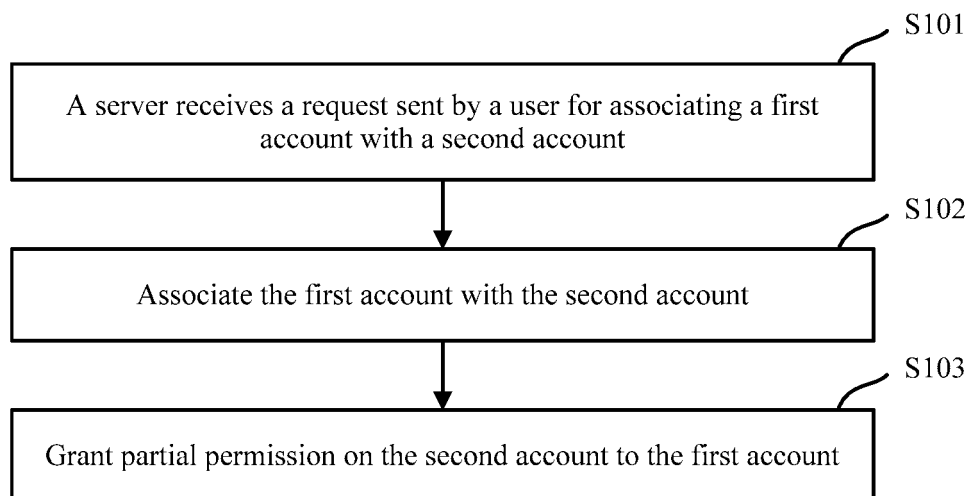 S101
A server receives a request sent by a user for associating a first
account with a second account
S102
Associate the first account with the second account
S103
Grant partial permission on the second account to the first account